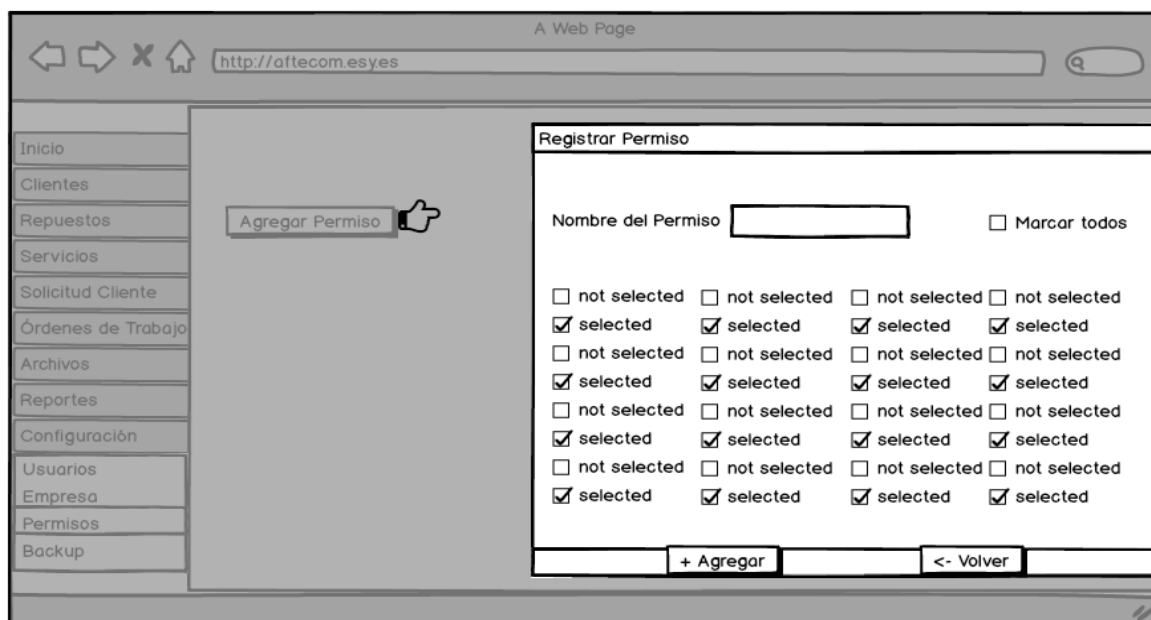 A Web Page
http://aftecom.esy.es
Inicio
Clientes
Repuestos
Servicios
Solicitud Cliente
Órdenes de Trabajo
Archivos
Reportes
Configuración
Usuarios
Empresa
Permisos
Backup
Agregar Permiso
Registrar Permiso
Nombre del Permiso Marcar todos
not selected not selected not selected not selected
selected selected selected selected
not selected not selected not selected not selected
selected selected selected selected
not selected not selected not selected not selected
selected selected selected selected
not selected not selected not selected not selected
selected selected selected selected
+ Agregar <- Volver